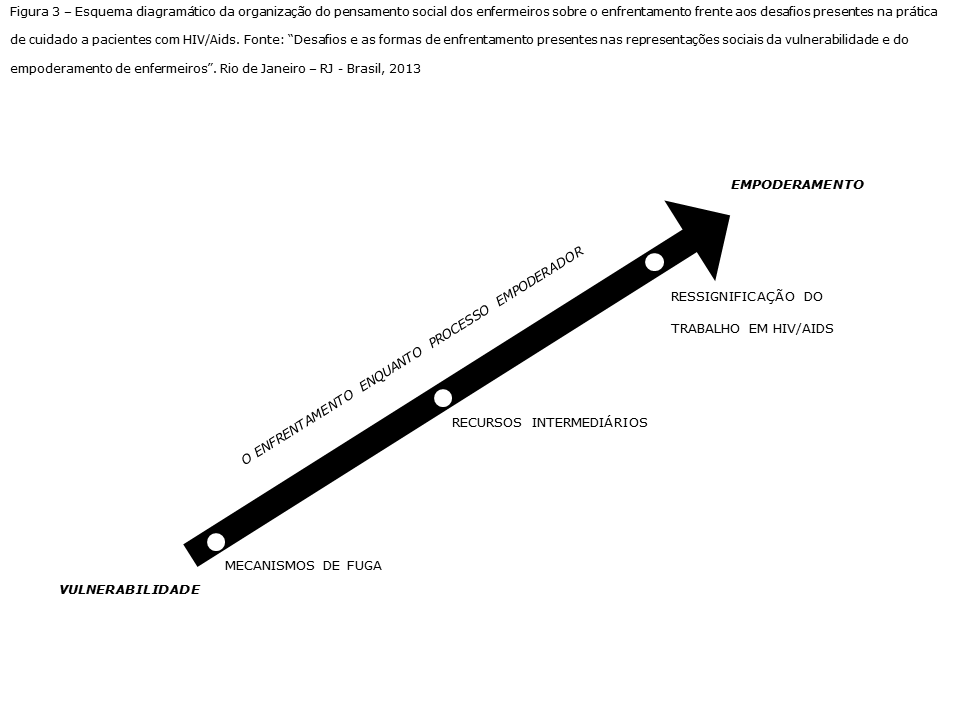 Figura 3 – Esquema diagramático da organização do pensamento social dos enfermeiros sobre o enfrentamento frente aos desafios presentes na prática
de cuidado a pacientes com HIV/Aids. Fonte: “Desafios e as formas de enfrentamento presentes nas representações sociais da vulnerabilidade e do
empoderamento de enfermeiros”. Rio de Janeiro – RJ - Brasil, 2013
EMPODERAMENTO
O ENFRENTAMENTO ENQUANTO PROCESSO EMPODERADOR
RESSIGNIFICAÇÃO DO
TRABALHO EM HIV/AIDS
RECURSOS INTERMEDIÁRIOS
MECANISMOS DE FUGA
VULNERABILIDADE